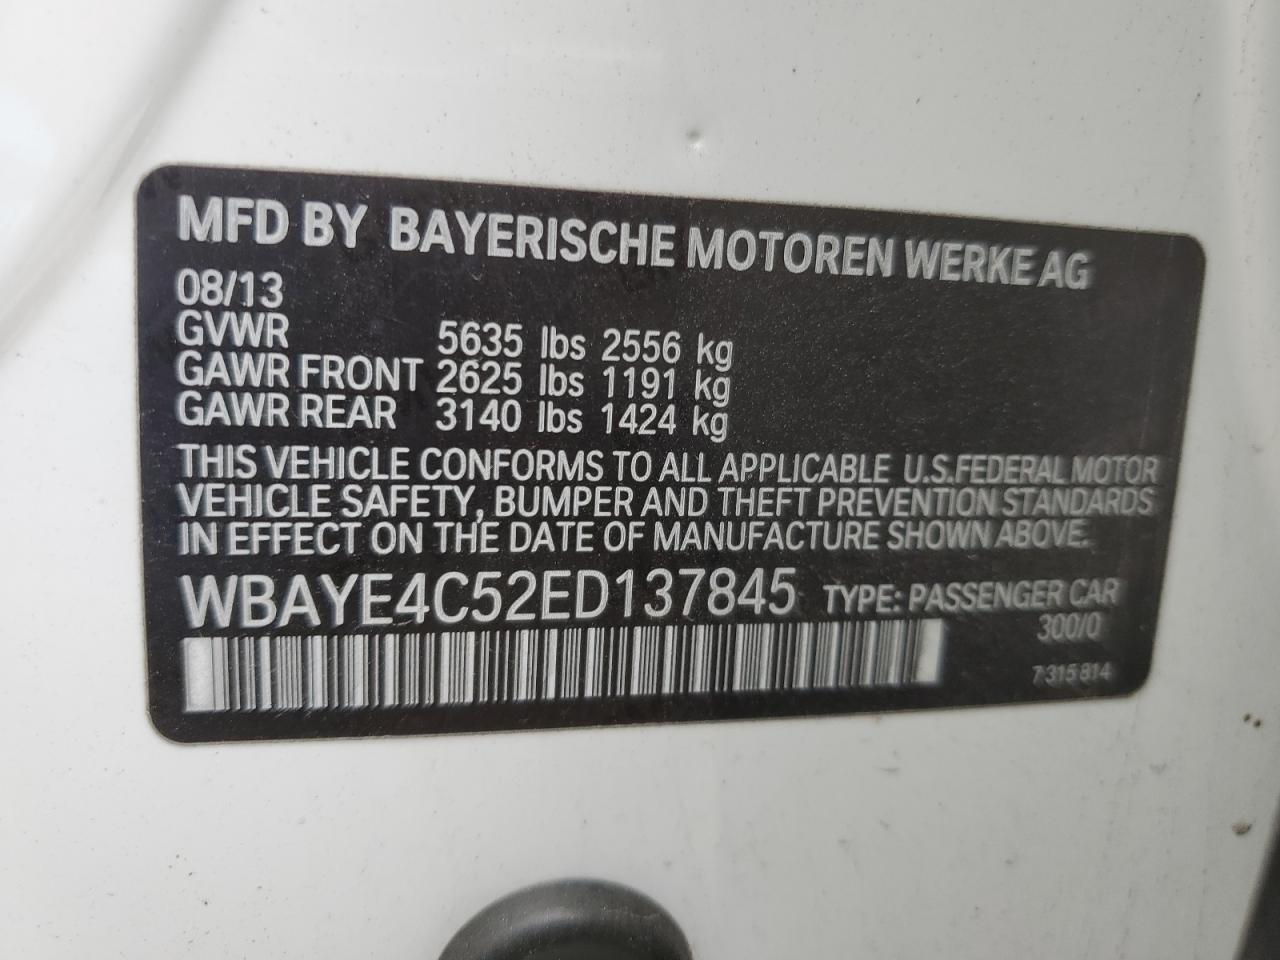 MFD BY BAYERISCHE MOTOREN WERKE AG
08/13
GVWR 5635 lbs 2556 kg
GAWR FRONT 2625 lbs 1191 kg
GAWR REAR 3140 lbs 1424 kg
THIS VEHICLE CONFORMS TO ALL APPLICABLE U.S.FEDERAL MOTOR
VEHICLE SAFETY, BUMPER AND THEFT PREVENTION STANDARDS
IN EFFECT ON THE DATE OF MANUFACTURE SHOWN ABOVE.
WBAYE4C52ED137845 TYPE: PASSENGER CAR
300/0
7 315 814